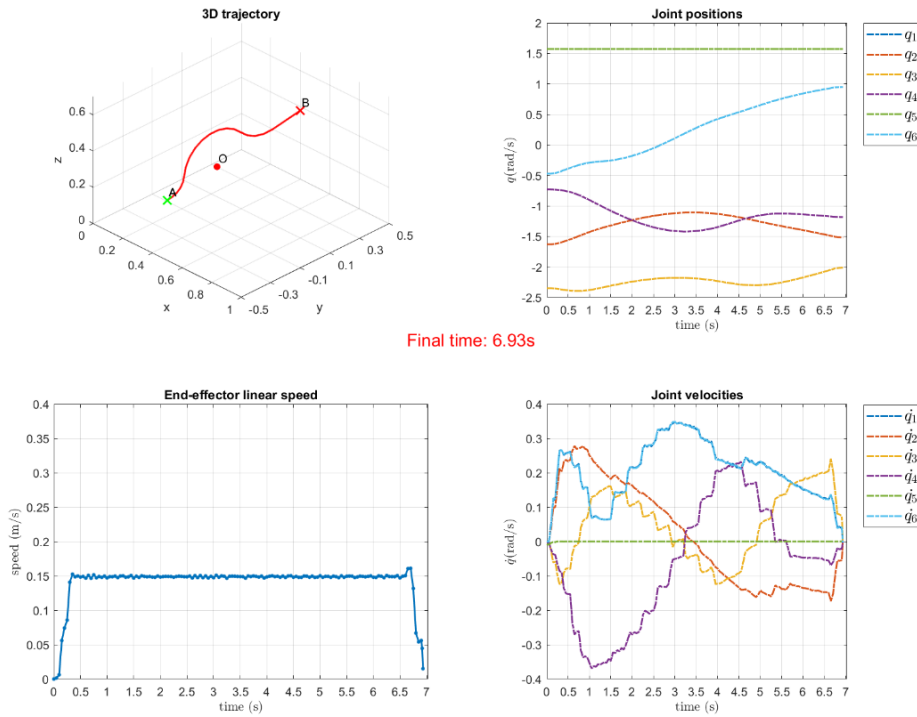 3D trajectory
0.6
0.4
0.2
0
z
0
0.2
0.4
0.6
0.8
1
x
-0.5
-0.3
-0.1
0.1
0.3
0.5
y
A
O
B
Joint positions
2
1.5
1
0.5
0
-0.5
-1
-1.5
-2
-2.5
q(rad/s)
0 0.5 1 1.5 2 2.5 3 3.5 4 4.5 5 5.5 6 6.5 7
time (s)
q1
q2
q3
q4
q5
q6
Final time: 6.93s
End-effector linear speed
0.4
0.35
0.3
0.25
0.2
0.15
0.1
0.05
0
speed (m/s)
0 0.5 1 1.5 2 2.5 3 3.5 4 4.5 5 5.5 6 6.5 7
time (s)
Joint velocities
0.4
0.3
0.2
0.1
0
-0.1
-0.2
-0.3
-0.4
q̇(rad/s)
0 0.5 1 1.5 2 2.5 3 3.5 4 4.5 5 5.5 6 6.5 7
time (s)
q̇1
q̇2
q̇3
q̇4
q̇5
q̇6